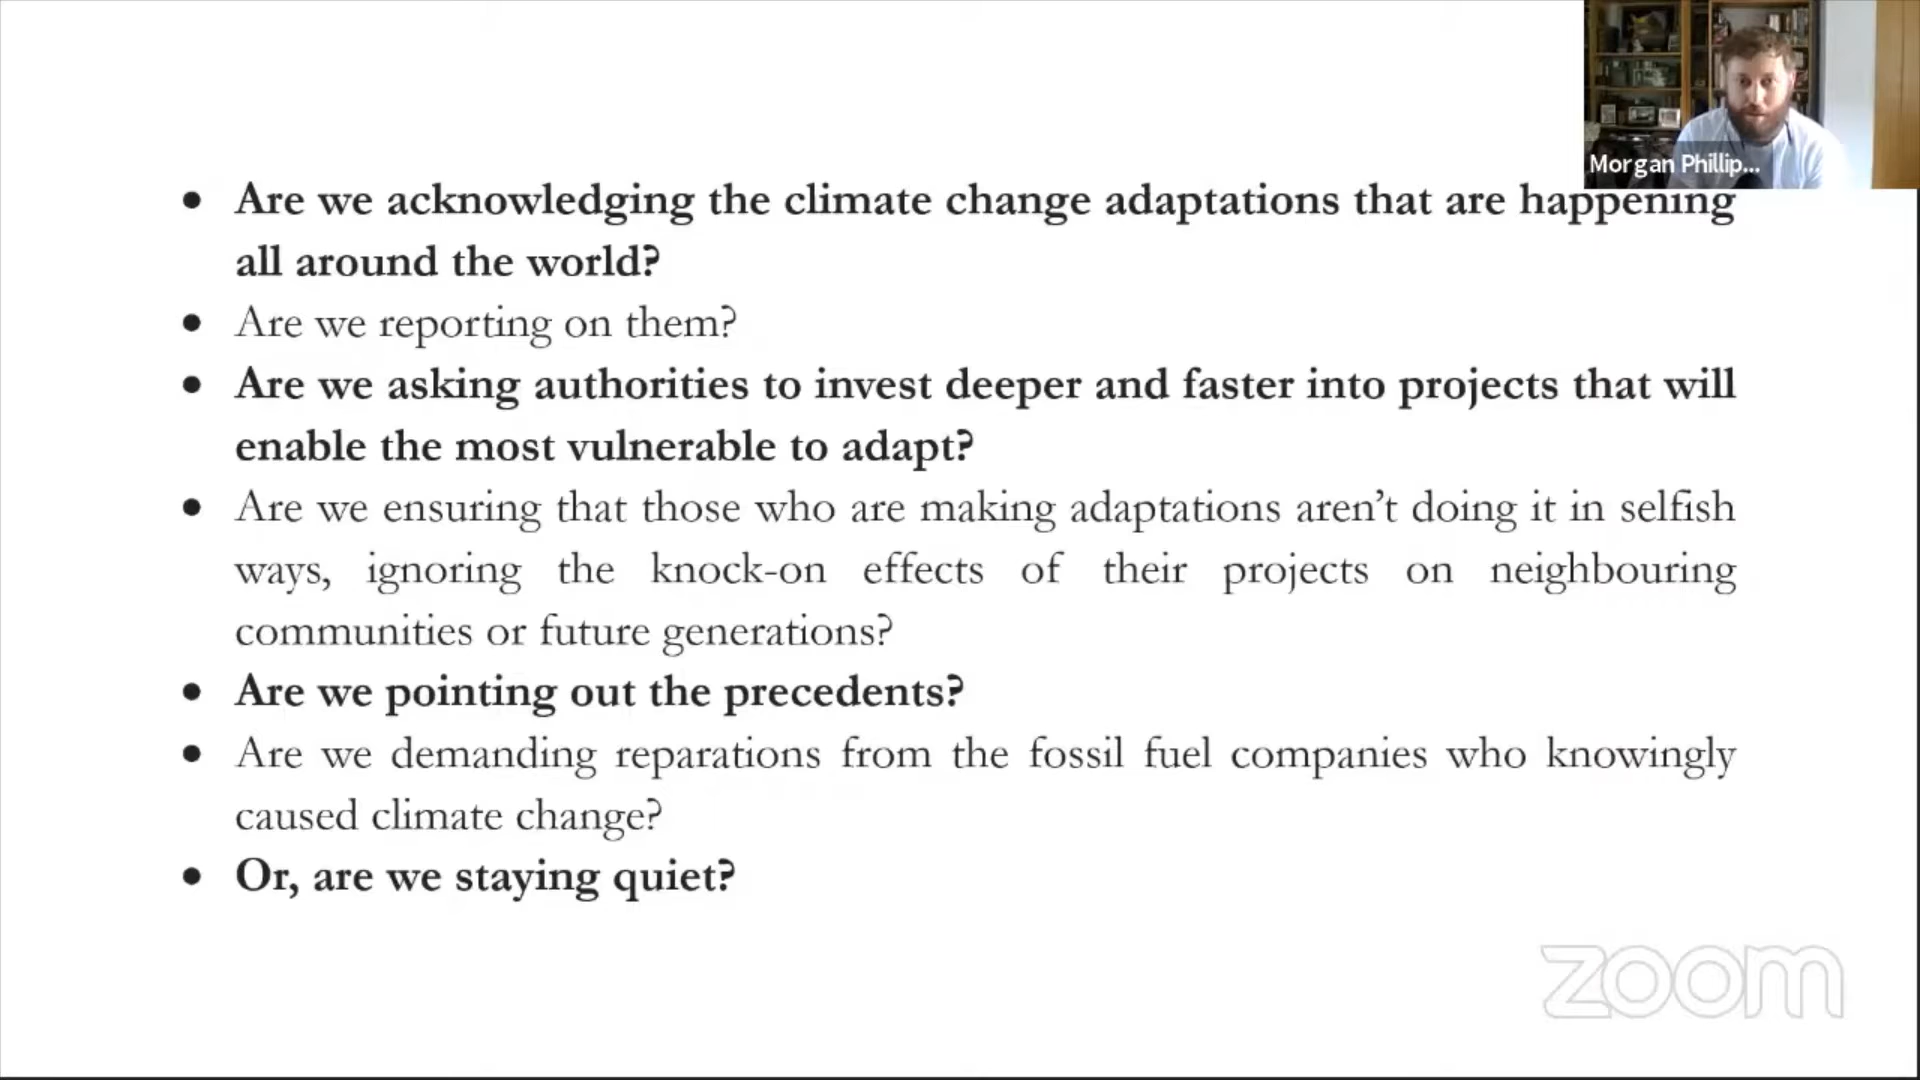 Morgan Phillip...
• Are we acknowledging the climate change adaptations that are happening
all around the world?
• Are we reporting on them?
• Are we asking authorities to invest deeper and faster into projects that will
enable the most vulnerable to adapt?
• Are we ensuring that those who are making adaptations aren’t doing it in selfish
ways, ignoring the knock-on effects of their projects on neighbouring
communities or future generations?
• Are we pointing out the precedents?
• Are we demanding reparations from the fossil fuel companies who knowingly
caused climate change?
• Or, are we staying quiet?
zoom